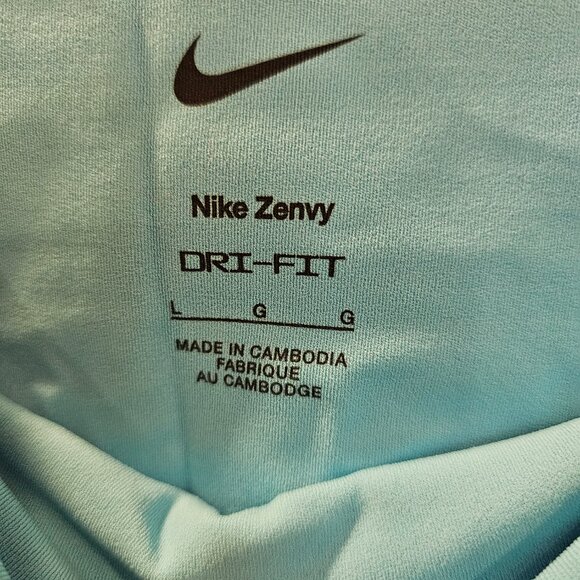 Nike Zenvy
DRI-FIT
L G G
MADE IN CAMBODIA
FABRIQUE
AU CAMBODGE